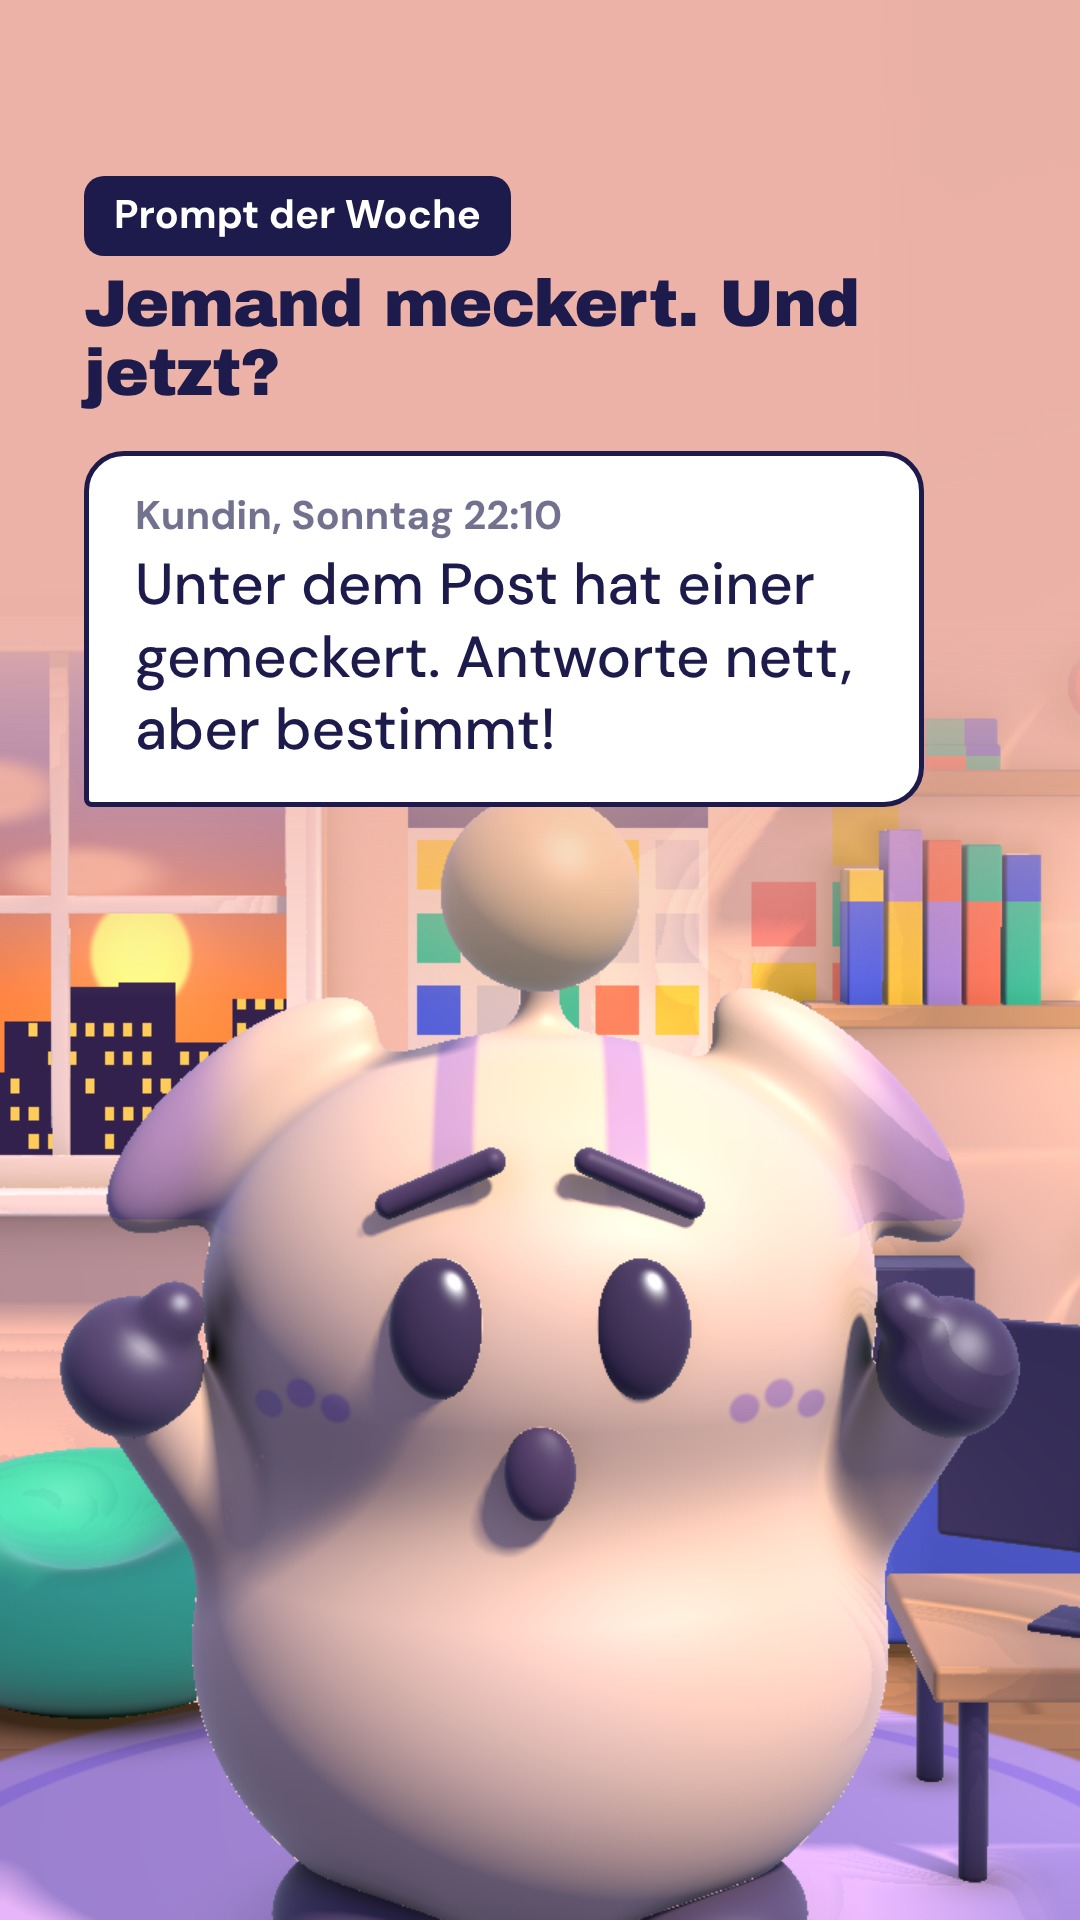 Prompt der Woche
Jemand meckert. Und
jetzt?
Kundin, Sonntag 22:10
Unter dem Post hat einer
gemeckert. Antworte nett,
aber bestimmt!